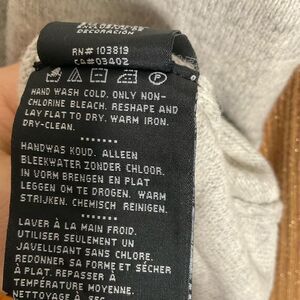 DECORACIÓN
RN# 103819
CA#03402
HAND WASH COLD. ONLY NON-
CHLORINE BLEACH. RESHAPE AND
LAY FLAT TO DRY. WARM IRON.
DRY-CLEAN.
HANDWAS KOUD. ALLEEN
BLEEKWATER ZONDER CHLOOR.
IN VORM BRENGEN EN PLAT
LEGGEN OM TE DROGEN. WARM
STRIJKEN. CHEMISCH REINIGEN.
LAVER À LA MAIN FROID.
UTILISER SEULEMENT UN
JAVELLISANT SANS CHLORE.
REDONNER SA FORME ET SÉCHER
À PLAT. REPASSER À
TEMPÉRATURE MOYENNE.
NETTOYAGE À SEC